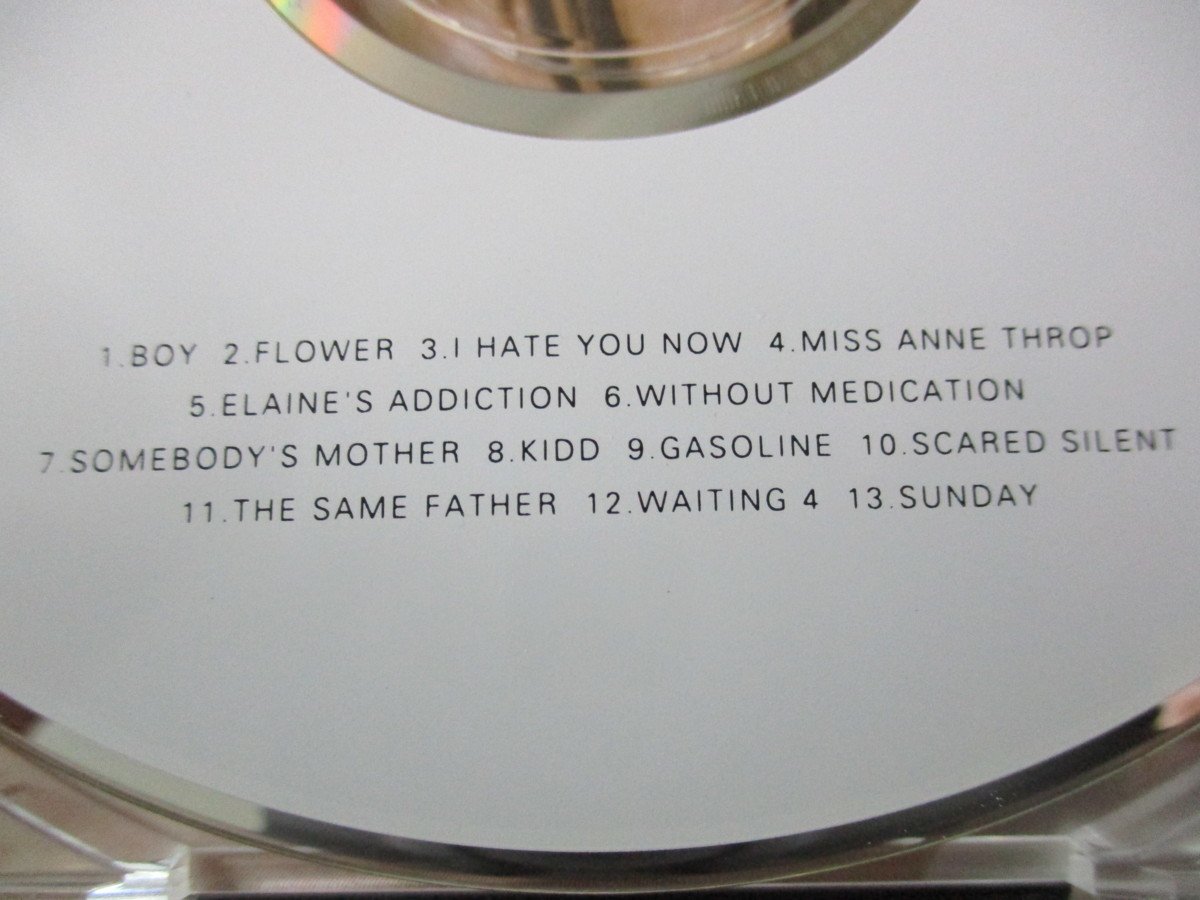 1.BOY 2.FLOWER 3.I HATE YOU NOW 4.MISS ANNE THROP
5.ELAINE'S ADDICTION 6.WITHOUT MEDICATION
7.SOMEBODY'S MOTHER 8.KIDD 9.GASOLINE 10.SCARED SILENT
11.THE SAME FATHER 12.WAITING 4 13.SUNDAY